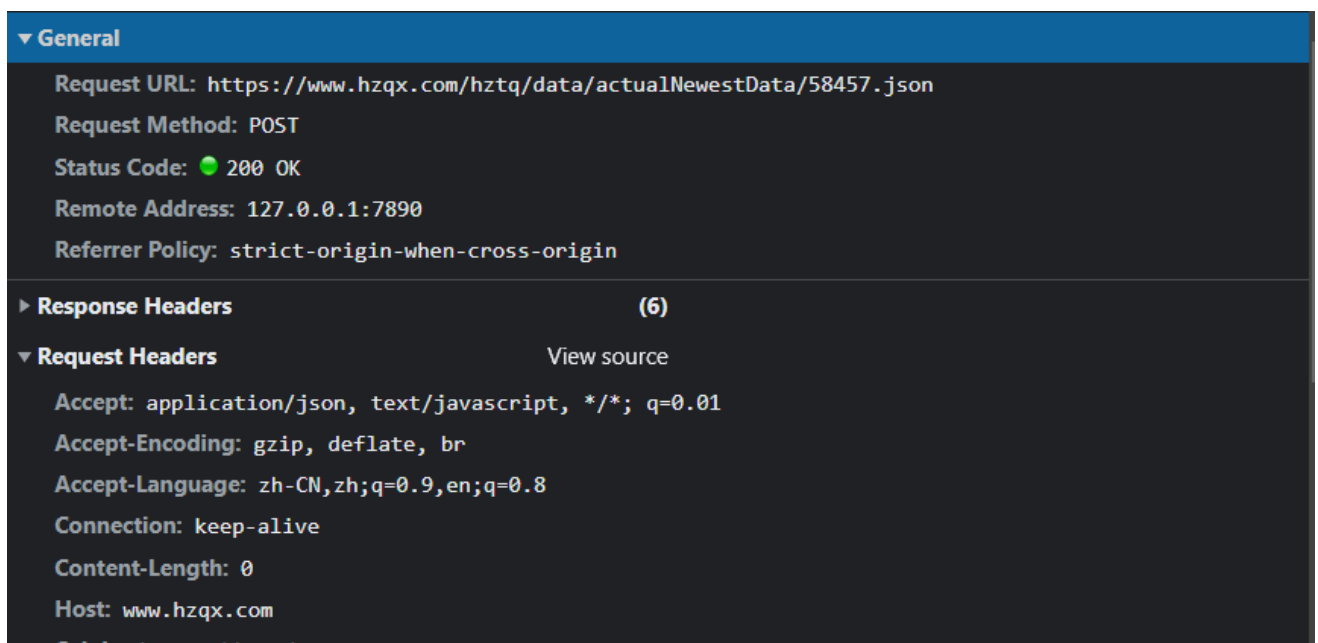 General
Request URL: https://www.hzqx.com/hztq/data/actualNewestData/58457.json
Request Method: POST
Status Code: 200 OK
Remote Address: 127.0.0.1:7890
Referrer Policy: strict-origin-when-cross-origin
Response Headers (6)
Request Headers View source
Accept: application/json, text/javascript, */*; q=0.01
Accept-Encoding: gzip, deflate, br
Accept-Language: zh-CN,zh;q=0.9,en;q=0.8
Connection: keep-alive
Content-Length: 0
Host: www.hzqx.com